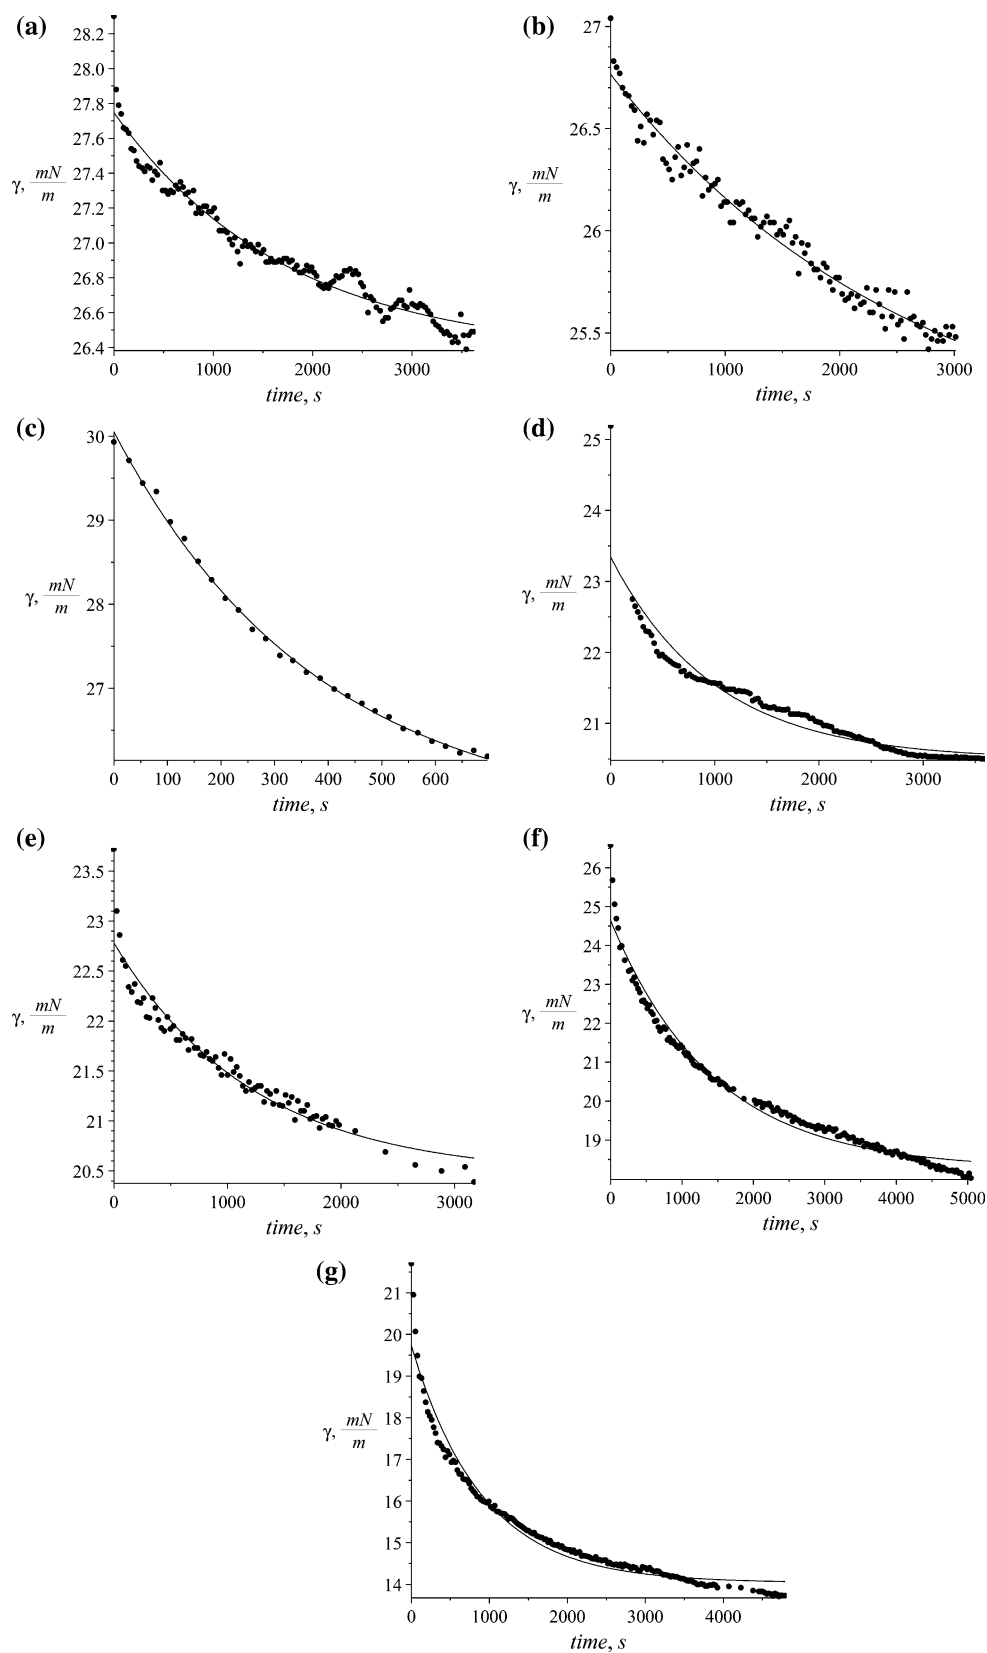 (a)
28.2
28.0
27.8
27.6
27.4
27.2
27.0
26.8
26.6
26.4
γ, mN/m
0 1000 2000 3000
time, s
(b)
27
26.5
26
25.5
γ, mN/m
0 1000 2000 3000
time, s
(c)
30
29
28
27
γ, mN/m
0 100 200 300 400 500 600
time, s
(d)
25
24
23
22
21
γ, mN/m
0 1000 2000 3000
time, s
(e)
23.5
23
22.5
22
21.5
21
20.5
γ, mN/m
0 1000 2000 3000
time, s
(f)
26
25
24
23
22
21
20
19
γ, mN/m
0 1000 2000 3000 4000 5000
time, s
(g)
21
20
19
18
17
16
15
14
γ, mN/m
0 1000 2000 3000 4000
time, s